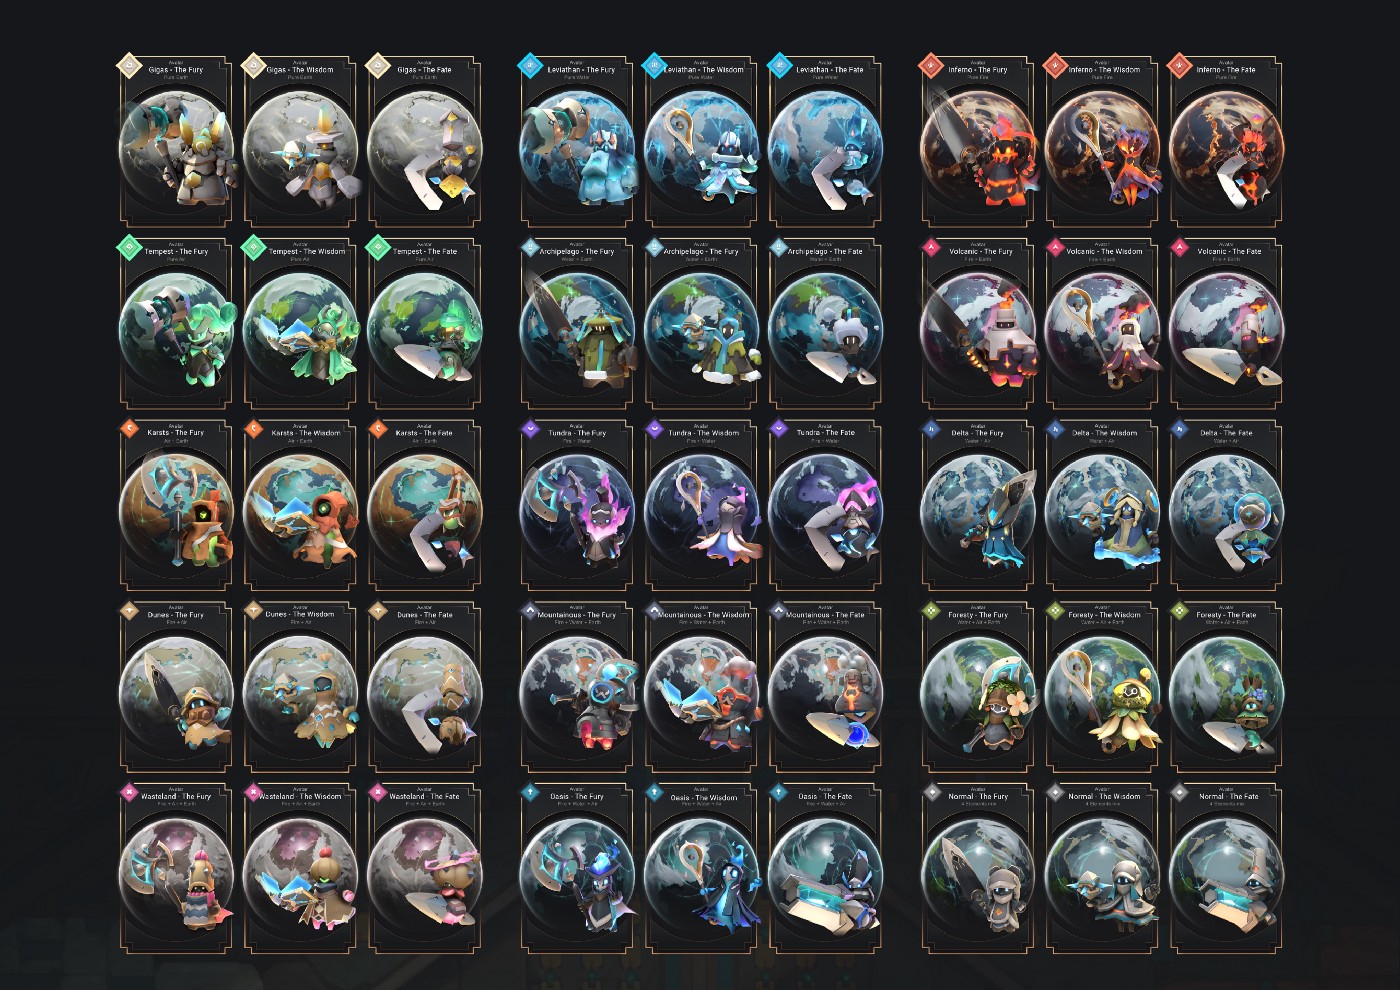 Avatar
Gigas - The Fury
Pure Earth
Avatar
Gigas - The Wisdom
Pure Earth
Avatar
Gigas - The Fate
Pure Earth
Avatar
Leviathan - The Fury
Pure Water
Avatar
Leviathan - The Wisdom
Pure Water
Avatar
Leviathan - The Fate
Pure Water
Avatar
Inferno - The Fury
Pure Fire
Avatar
Inferno - The Wisdom
Pure Fire
Avatar
Inferno - The Fate
Pure Fire
Avatar
Tempest - The Fury
Pure Air
Avatar
Tempest - The Wisdom
Pure Air
Avatar
Tempest - The Fate
Pure Air
Avatar
Archipelago - The Fury
Water + Earth
Avatar
Archipelago - The Wisdom
Water + Earth
Avatar
Archipelago - The Fate
Water + Earth
Avatar
Volcanic - The Fury
Fire + Earth
Avatar
Volcanic - The Wisdom
Fire + Earth
Avatar
Volcanic - The Fate
Fire + Earth
Avatar
Karsts - The Fury
Air + Earth
Avatar
Karsts - The Wisdom
Air + Earth
Avatar
Karsts - The Fate
Air + Earth
Avatar
Tundra - The Fury
Fire + Water
Avatar
Tundra - The Wisdom
Fire + Water
Avatar
Tundra - The Fate
Fire + Water
Avatar
Delta - The Fury
Water + Air
Avatar
Delta - The Wisdom
Water + Air
Avatar
Delta - The Fate
Water + Air
Avatar
Dunes - The Fury
Fire + Air
Avatar
Dunes - The Wisdom
Fire + Air
Avatar
Dunes - The Fate
Fire + Air
Avatar
Mountainous - The Fury
Fire + Water + Earth
Avatar
Mountainous - The Wisdom
Fire + Water + Earth
Avatar
Mountainous - The Fate
Fire + Water + Earth
Avatar
Foresty - The Fury
Water + Air + Earth
Avatar
Foresty - The Wisdom
Water + Air + Earth
Avatar
Foresty - The Fate
Water + Air + Earth
Avatar
Wasteland - The Fury
Fire + Air + Earth
Avatar
Wasteland - The Wisdom
Fire + Air + Earth
Avatar
Wasteland - The Fate
Fire + Air + Earth
Avatar
Oasis - The Fury
Fire + Water + Air
Avatar
Oasis - The Wisdom
Fire + Water + Air
Avatar
Oasis - The Fate
Fire + Water + Air
Avatar
Normal - The Fury
4 Elements mix
Avatar
Normal - The Wisdom
4 Elements mix
Avatar
Normal - The Fate
4 Elements mix